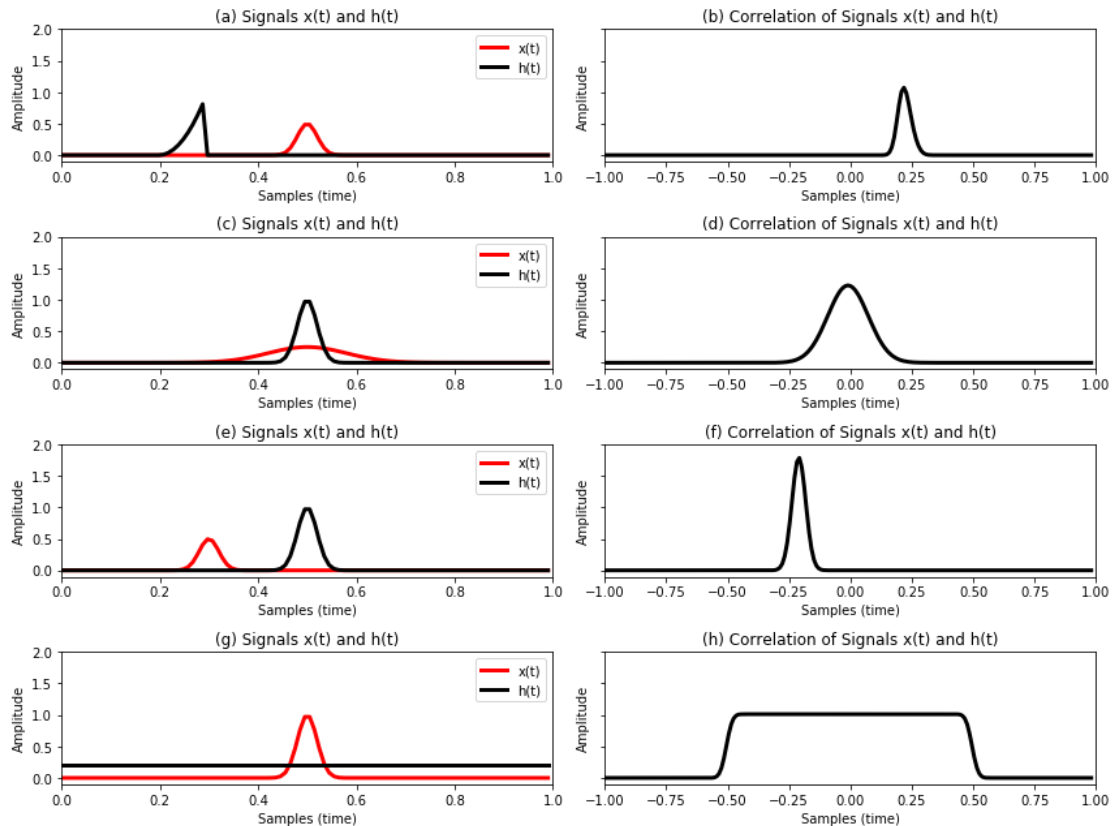 (a) Signals x(t) and h(t)
2.0
1.5
1.0
0.5
0.0
Amplitude
x(t)
h(t)
0.0 0.2 0.4 0.6 0.8 1.0
Samples (time)
(b) Correlation of Signals x(t) and h(t)
Amplitude
−1.00 −0.75 −0.50 −0.25 0.00 0.25 0.50 0.75 1.00
Samples (time)
(c) Signals x(t) and h(t)
2.0
1.5
1.0
0.5
0.0
Amplitude
x(t)
h(t)
0.0 0.2 0.4 0.6 0.8 1.0
Samples (time)
(d) Correlation of Signals x(t) and h(t)
Amplitude
−1.00 −0.75 −0.50 −0.25 0.00 0.25 0.50 0.75 1.00
Samples (time)
(e) Signals x(t) and h(t)
2.0
1.5
1.0
0.5
0.0
Amplitude
x(t)
h(t)
0.0 0.2 0.4 0.6 0.8 1.0
Samples (time)
(f) Correlation of Signals x(t) and h(t)
Amplitude
−1.00 −0.75 −0.50 −0.25 0.00 0.25 0.50 0.75 1.00
Samples (time)
(g) Signals x(t) and h(t)
2.0
1.5
1.0
0.5
0.0
Amplitude
x(t)
h(t)
0.0 0.2 0.4 0.6 0.8 1.0
Samples (time)
(h) Correlation of Signals x(t) and h(t)
Amplitude
−1.00 −0.75 −0.50 −0.25 0.00 0.25 0.50 0.75 1.00
Samples (time)